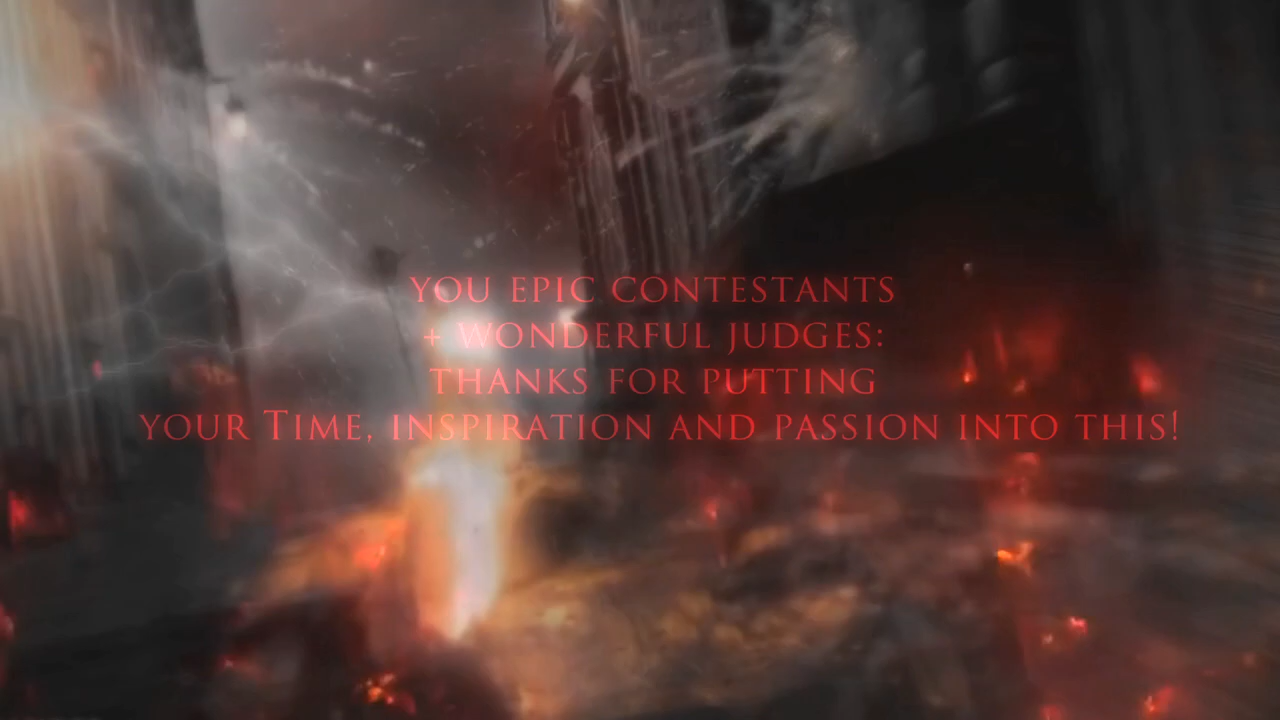 YOU EPIC CONTESTANTS
+ WONDERFUL JUDGES:
THANKS FOR PUTTING
YOUR TIME, INSPIRATION AND PASSION INTO THIS!